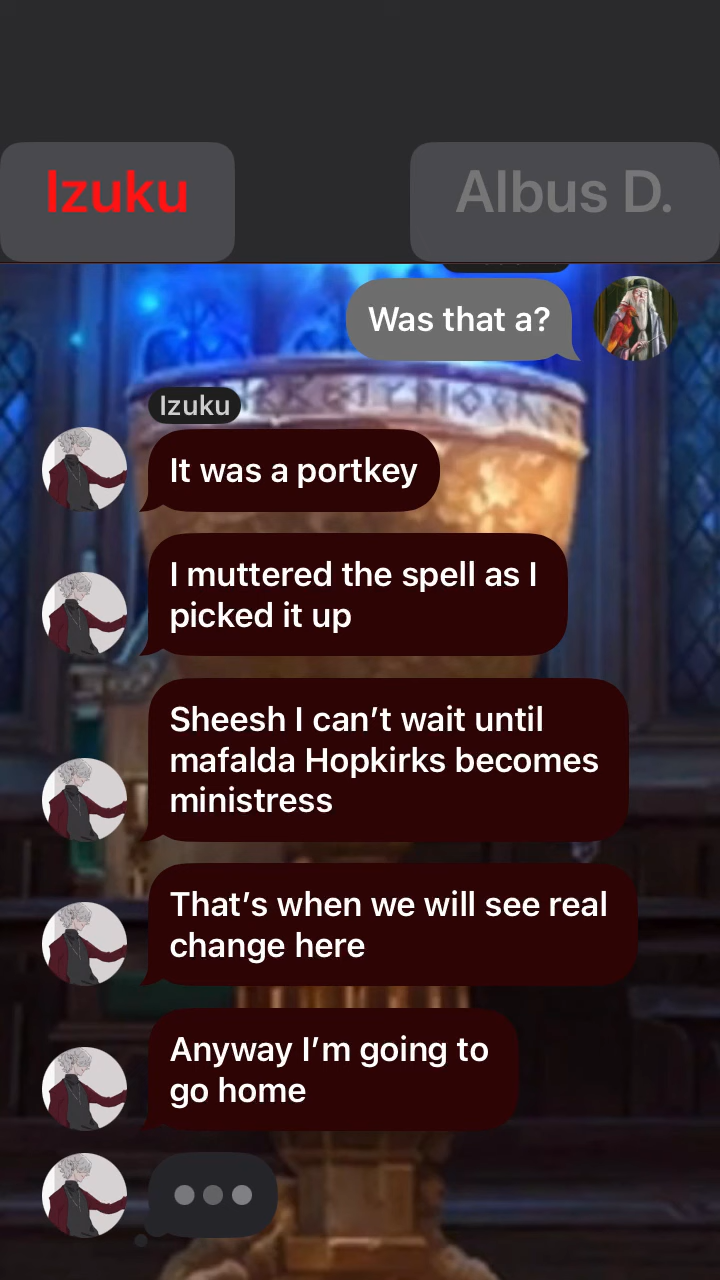 Izuku
Albus D.
Was that a?
Izuku
It was a portkey
I muttered the spell as I
picked it up
Sheesh I can’t wait until
mafalda Hopkirks becomes
ministress
That’s when we will see real
change here
Anyway I’m going to
go home